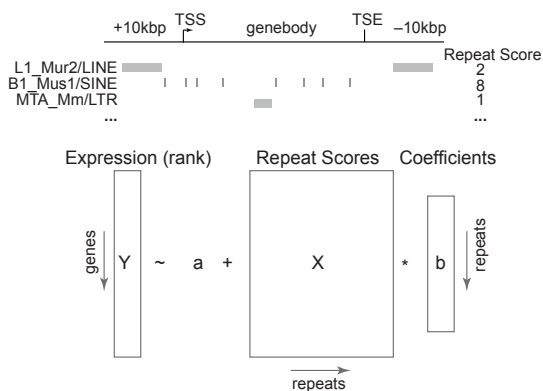 +10kbp TSS genebody TSE –10kbp
Repeat Score
L1_Mur2/LINE 2
B1_Mus1/SINE 8
MTA_Mm/LTR 1
... ...
Expression (rank) Repeat Scores Coefficients
genes Y ~ a + X * b repeats
repeats